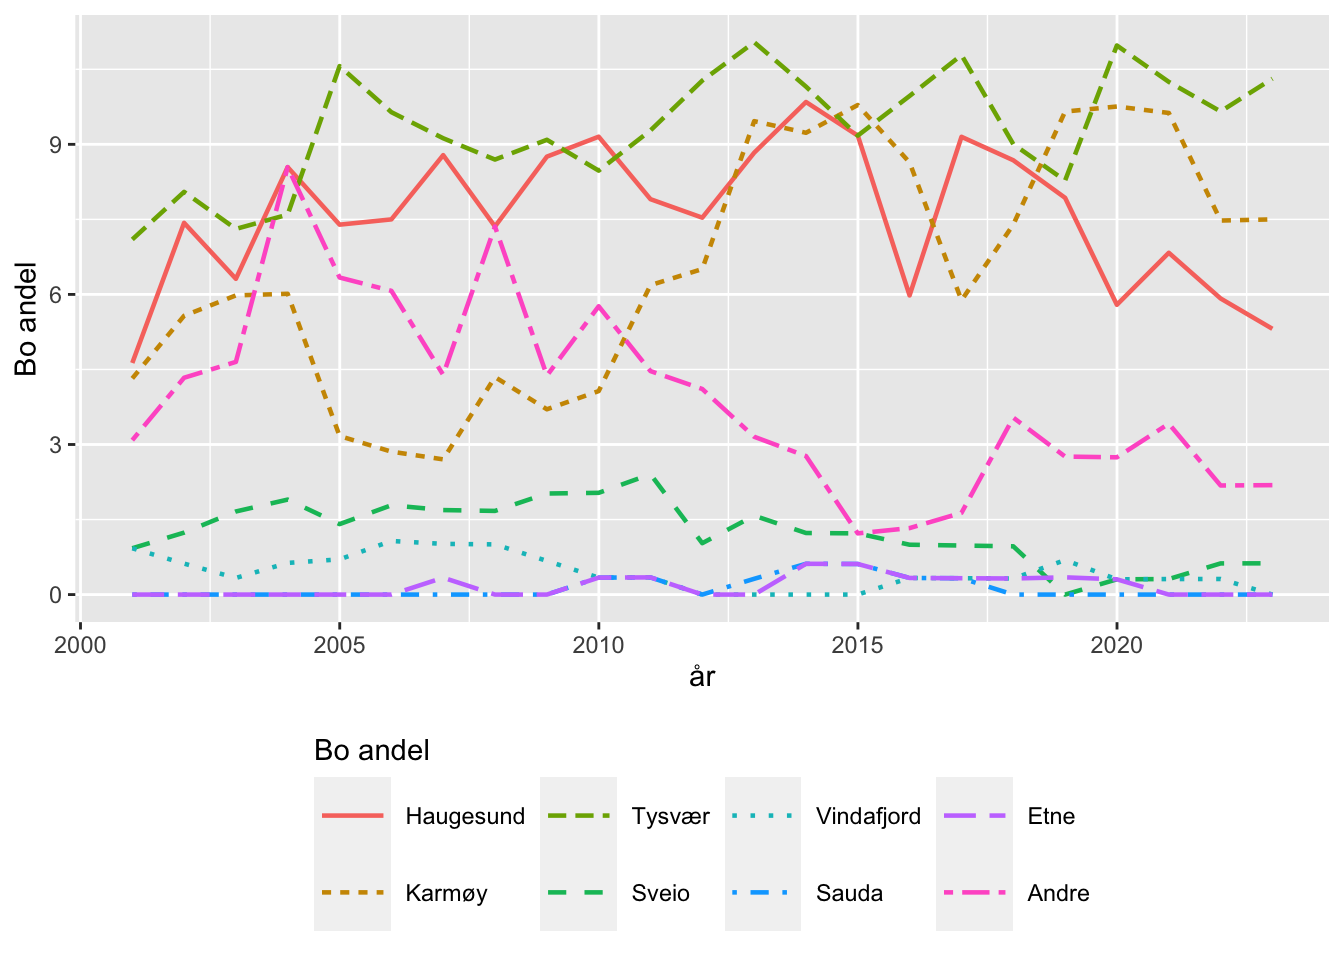 Bo andel
9
6
3
0
2000 2005 2010 2015 2020
år
Bo andel
Haugesund Tysvær Vindafjord Etne
Karmøy Sveio Sauda Andre